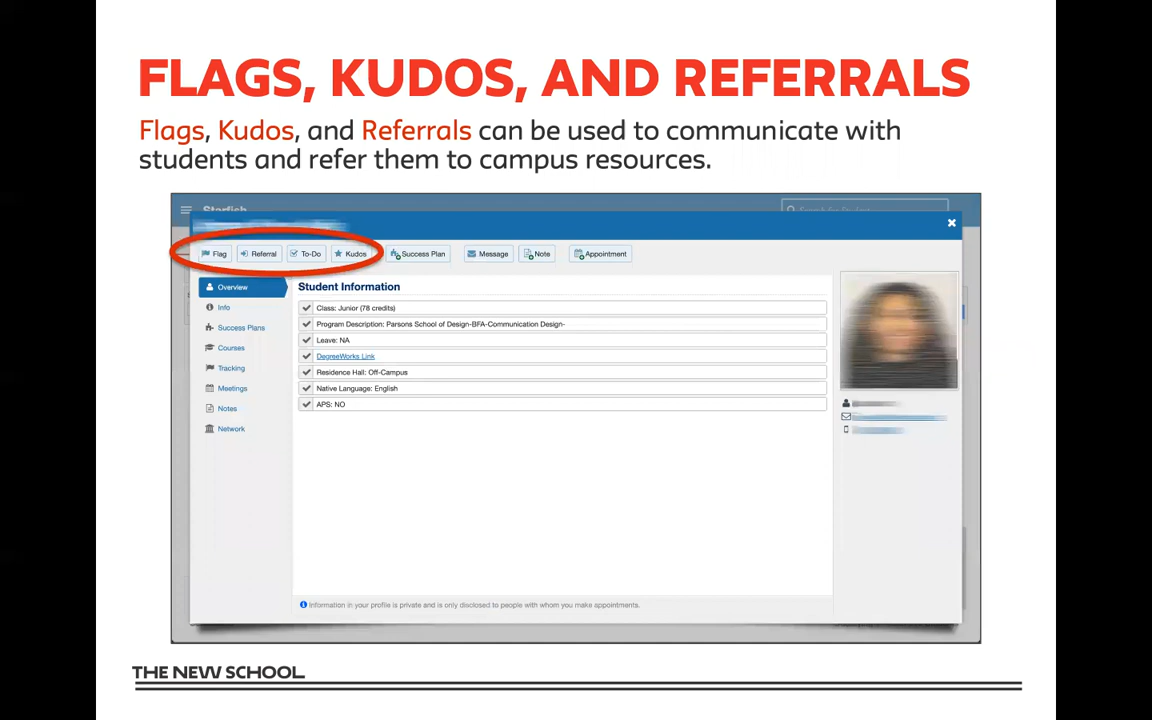 FLAGS, KUDOS, AND REFERRALS
Flags, Kudos, and Referrals can be used to communicate with
students and refer them to campus resources.
Starfish
Flag Referral To-Do Kudos Success Plan Message Note Appointment
Overview
Info
Success Plans
Courses
Tracking
Meetings
Notes
Network
Student Information
Class: Junior (78 credits)
Program Description: Parsons School of Design-BFA-Communication Design-
Leave: NA
DegreeWorks Link
Residence Hall: Off-Campus
Native Language: English
APS: NO
Information in your profile is private and is only disclosed to people with whom you make appointments.
THE NEW SCHOOL